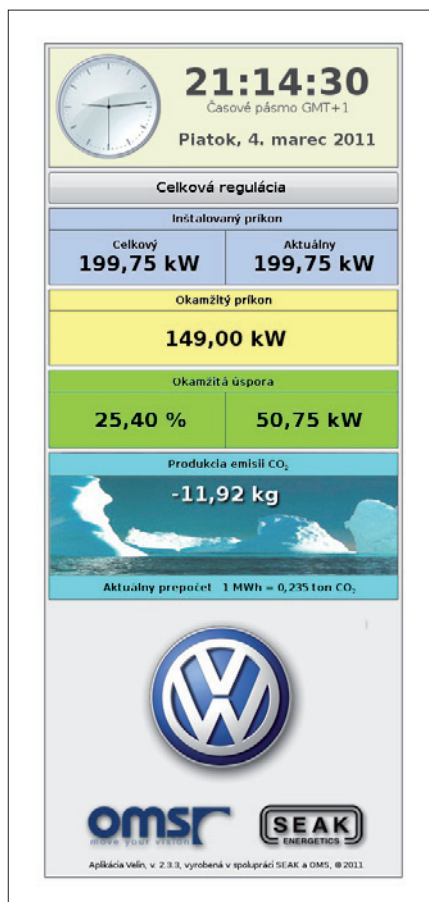 21:14:30
Časové pásmo GMT+1
Piatok, 4. marec 2011
Celková regulácia
Inštalovaný príkon
Celkový
199,75 kW
Aktuálny
199,75 kW
Okamžitý príkon
149,00 kW
Okamžitá úspora
25,40 % 50,75 kW
Produkcia emisií CO₂
-11,92 kg
Aktuálny prepočet 1 MWh = 0,235 ton CO₂
VW
oms
move your vision
SEAK
ENERGETICS
Aplikácia Velín, v. 2.3.3, vyrobená v spolupráci SEAK a OMS, © 2011